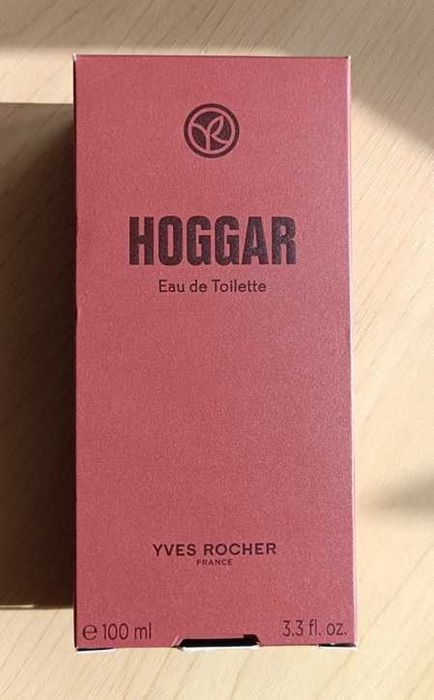 HOGGAR
Eau de Toilette
YVES ROCHER
FRANCE
℮ 100 ml 3.3 fl. oz.